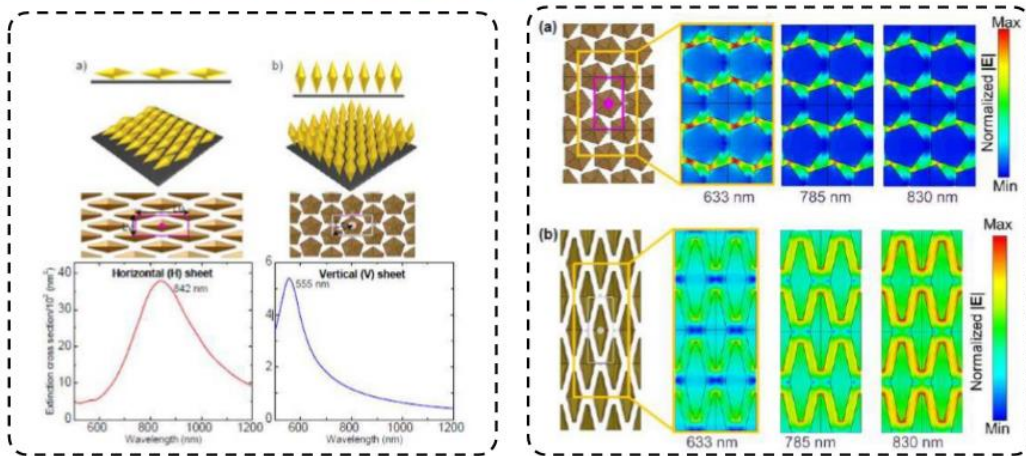 a)
b)
Horizontal (H) sheet
842 nm
Extinction cross section/10² (nm²)
40
30
20
10
0
600
800
1000
1200
Wavelength (nm)
Vertical (V) sheet
555 nm
6
4
2
0
600
800
1000
1200
Wavelength (nm)
(a)
633 nm
785 nm
830 nm
Max
Normalized |E|
Min
(b)
633 nm
785 nm
830 nm
Max
Normalized |E|
Min